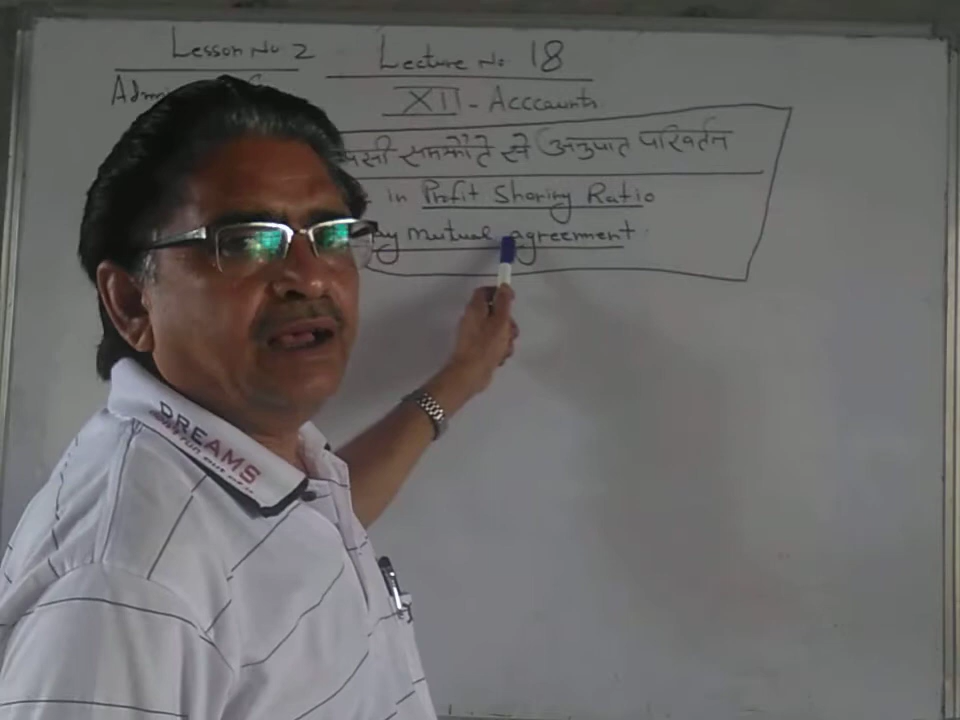 Lesson No 2
Lecture No 18
XII - Acccounts
समझौते से अनुपात परिवर्तन
in Profit Sharing Ratio
by Mutual agreement
DREAMS